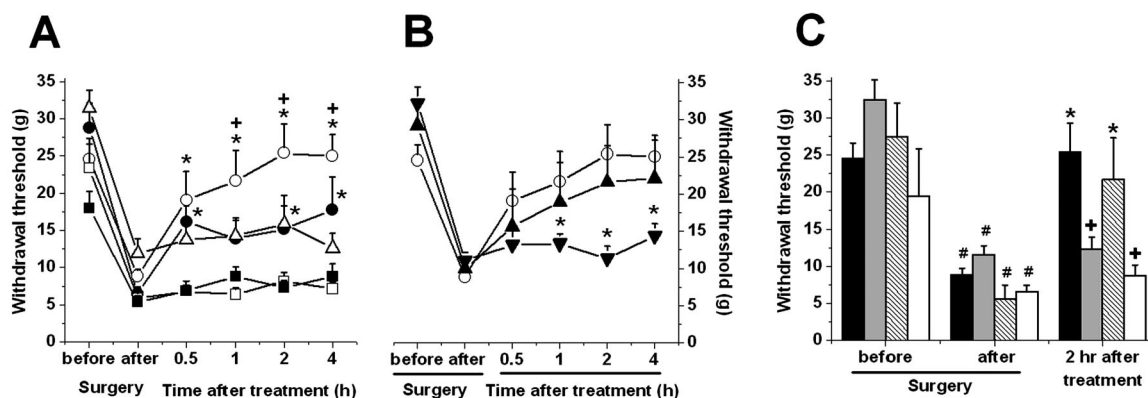 A
B
C
Withdrawal threshold (g)
35
30
25
20
15
10
5
0
* * + * + * + *
* * *
before after 0.5 1 2 4
Surgery Time after treatment (h)
* * *
before after 0.5 1 2 4
Surgery Time after treatment (h)
35
30
25
20
15
10
5
0
Withdrawal threshold (g)
Withdrawal threshold (g)
35
30
25
20
15
10
5
0
# # # #
* + * +
before after 2 hr after
Surgery treatment